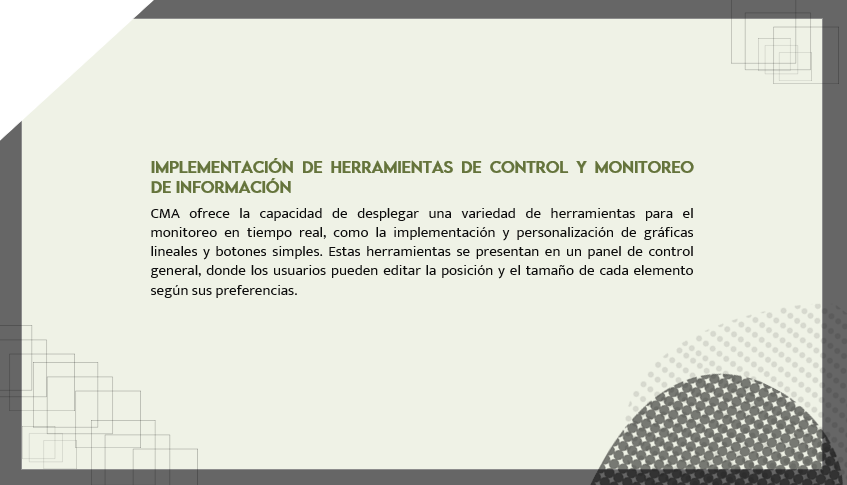 IMPLEMENTACIÓN DE HERRAMIENTAS DE CONTROL Y MONITOREO
DE INFORMACIÓN
CMA ofrece la capacidad de desplegar una variedad de herramientas para el
monitoreo en tiempo real, como la implementación y personalización de gráficas
lineales y botones simples. Estas herramientas se presentan en un panel de control
general, donde los usuarios pueden editar la posición y el tamaño de cada elemento
según sus preferencias.